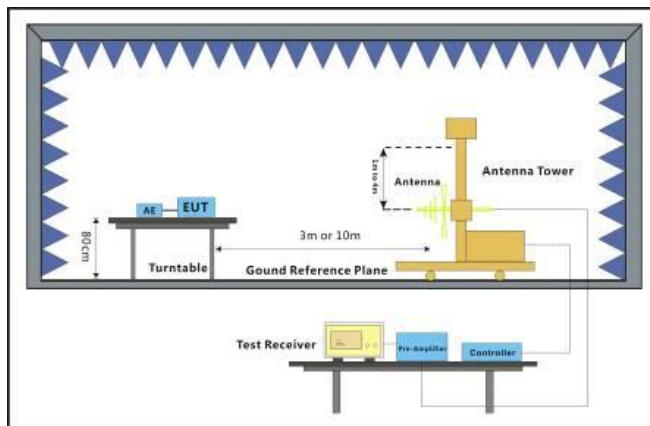 1m to 4m
Antenna
Antenna Tower
AE
EUT
80cm
3m or 10m
Turntable
Gound Reference Plane
Test Receiver
Pre-Amplifier
Controller